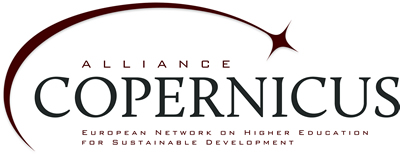 ALLIANCE
COPERNICUS
European Network on Higher Education
for Sustainable Development